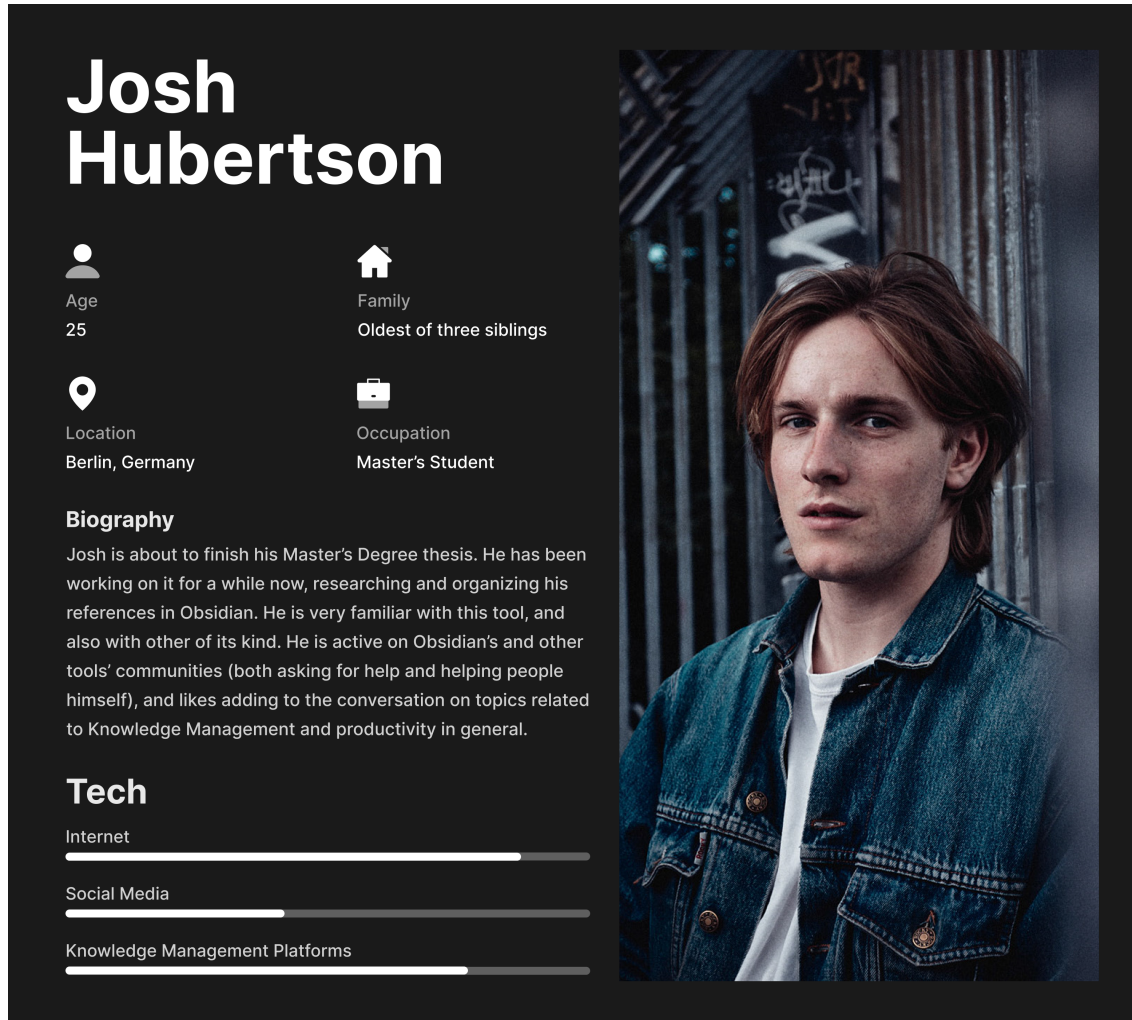 Josh
Hubertson
Age
25
Family
Oldest of three siblings
Location
Berlin, Germany
Occupation
Master’s Student
Biography
Josh is about to finish his Master’s Degree thesis. He has been
working on it for a while now, researching and organizing his
references in Obsidian. He is very familiar with this tool, and
also with other of its kind. He is active on Obsidian’s and other
tools’ communities (both asking for help and helping people
himself), and likes adding to the conversation on topics related
to Knowledge Management and productivity in general.
Tech
Internet
Social Media
Knowledge Management Platforms